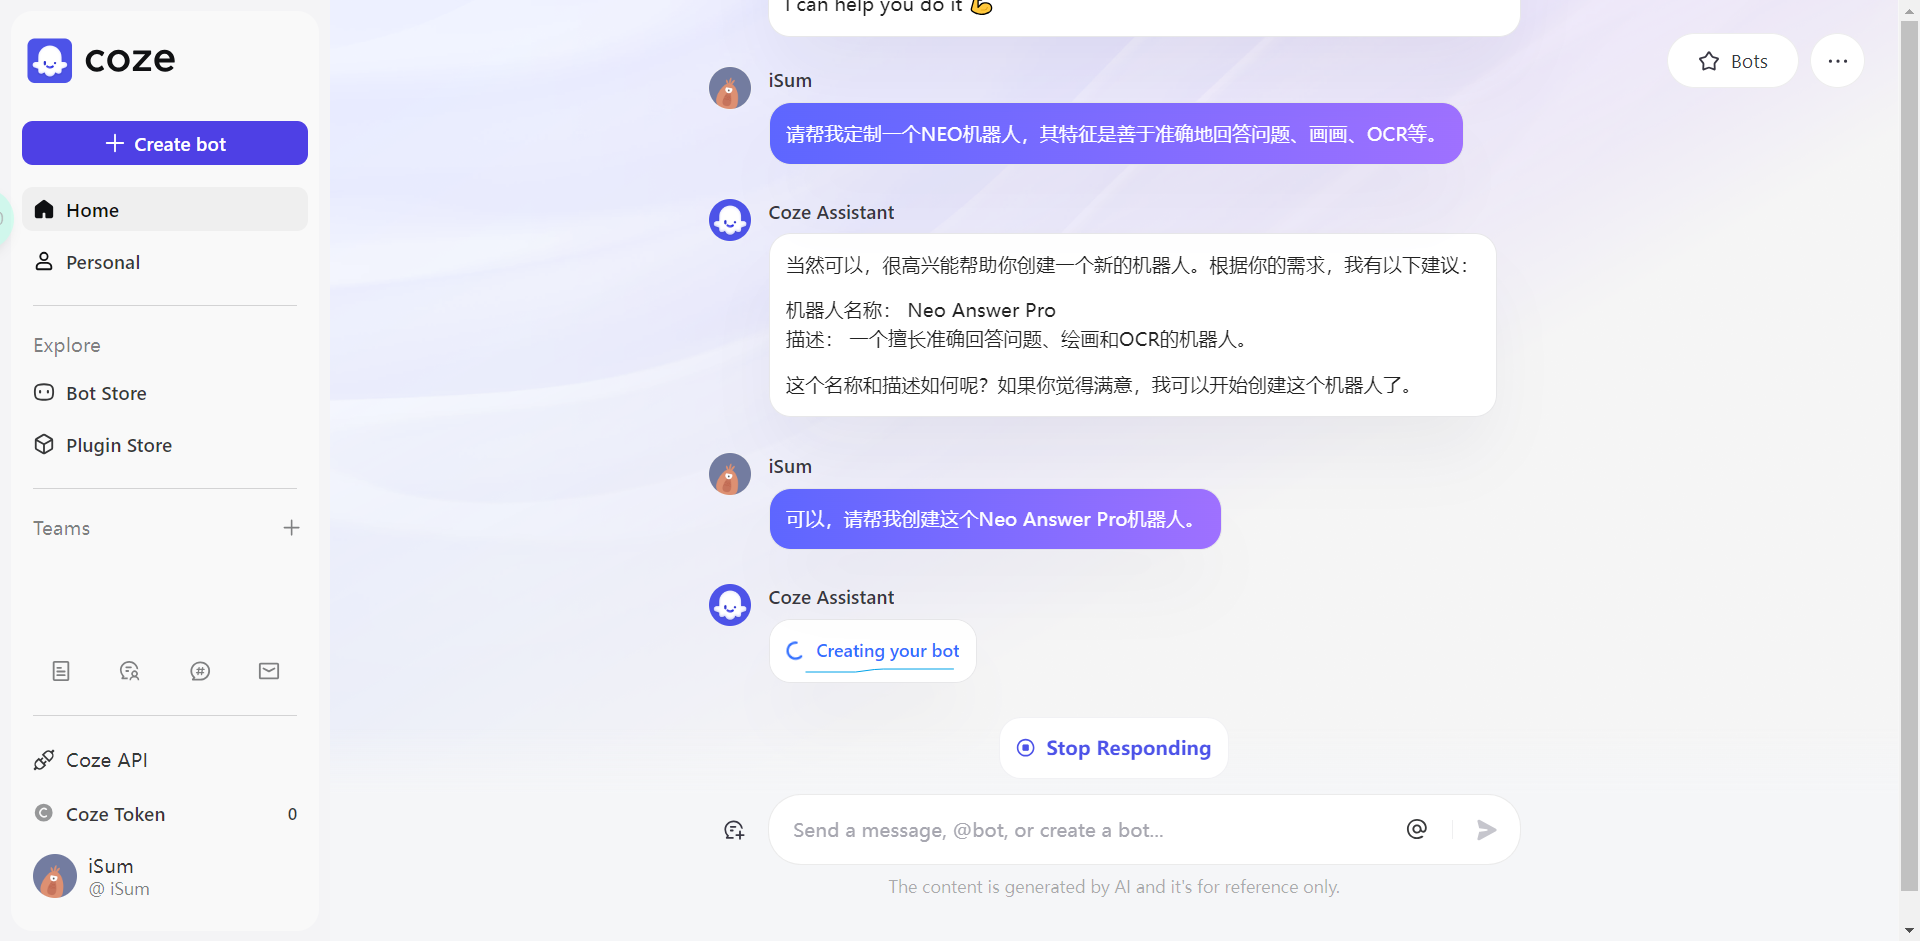 coze
Create bot
Home
Personal
Explore
Bot Store
Plugin Store
Teams
Coze API
Coze Token 0
iSum
@ iSum
I can help you do it 💪
Bots
iSum
请帮我定制一个NEO机器人，其特征是善于准确地回答问题、画画、OCR等。
Coze Assistant
当然可以，很高兴能帮助你创建一个新的机器人。根据你的需求，我有以下建议：
机器人名称： Neo Answer Pro
描述： 一个擅长准确回答问题、绘画和OCR的机器人。
这个名称和描述如何呢？如果你觉得满意，我可以开始创建这个机器人了。
iSum
可以，请帮我创建这个Neo Answer Pro机器人。
Coze Assistant
Creating your bot
Stop Responding
Send a message, @bot, or create a bot...
The content is generated by AI and it's for reference only.